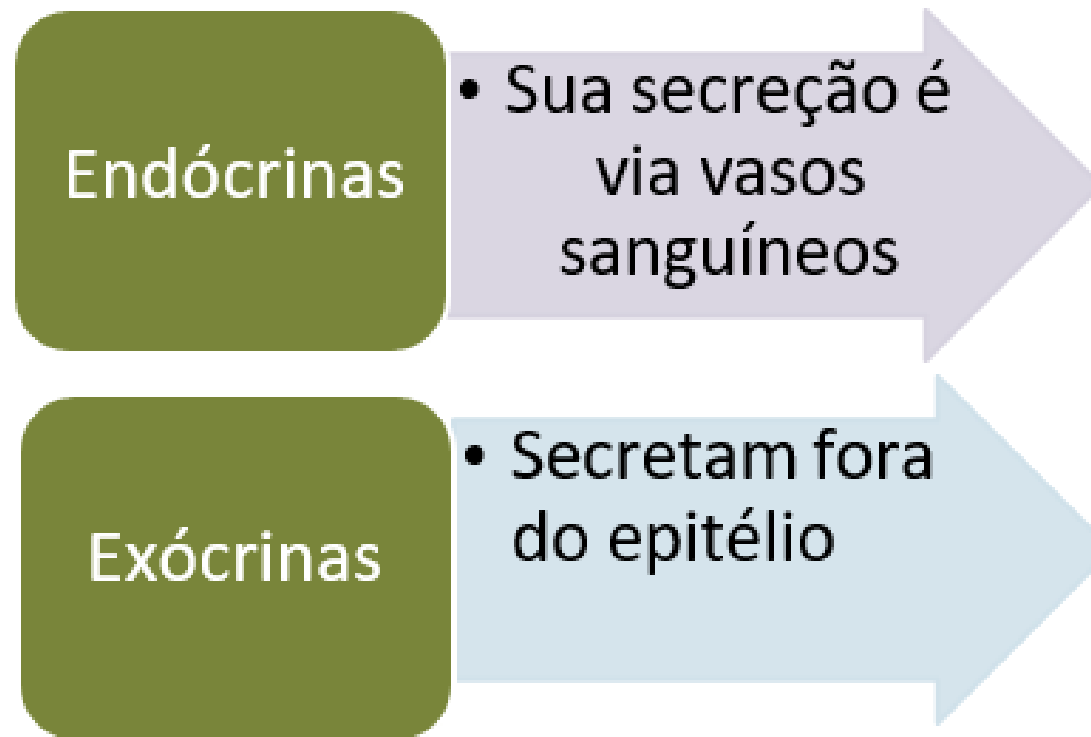 Endócrinas
• Sua secreção é
via vasos
sanguíneos
Exócrinas
• Secretam fora
do epitélio